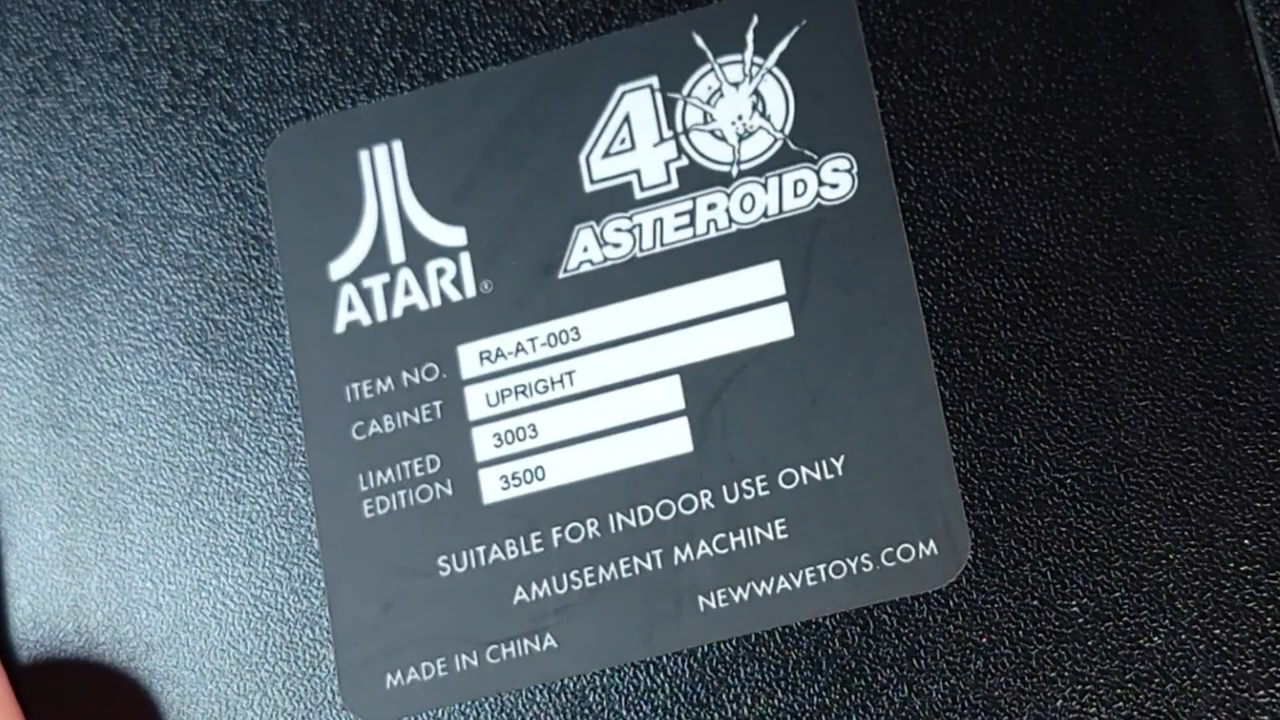 40
ASTEROIDS
ATARI®
ITEM NO. RA-AT-003
CABINET UPRIGHT
LIMITED EDITION 3003
3500
SUITABLE FOR INDOOR USE ONLY
AMUSEMENT MACHINE
NEWWAVETOYS.COM
MADE IN CHINA